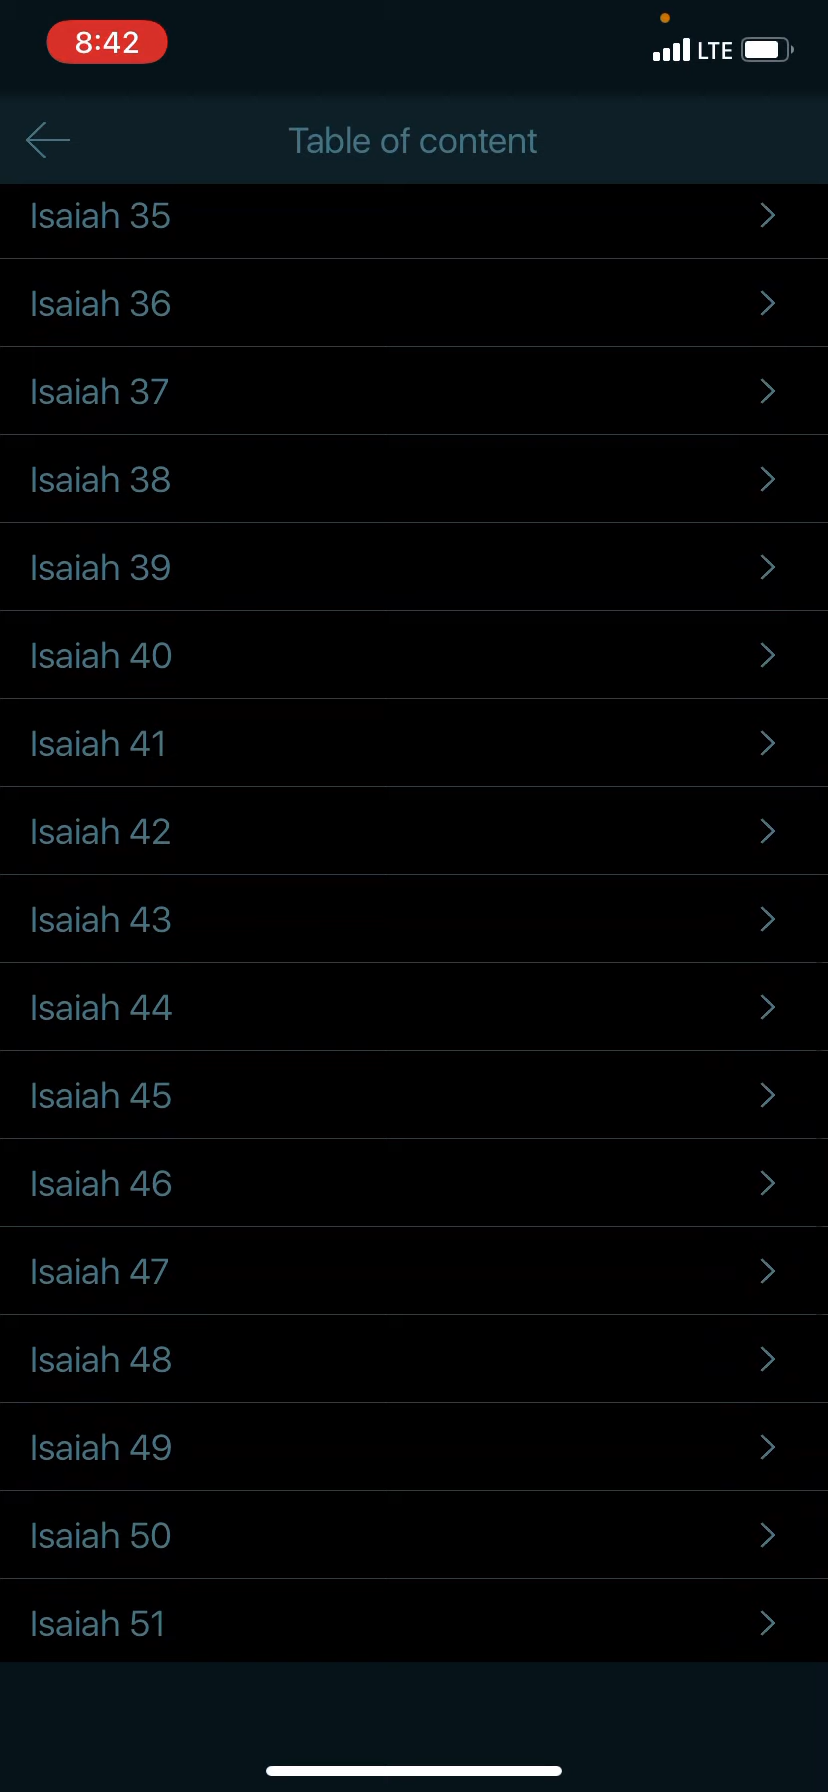 8:42
LTE
Table of content
Isaiah 35
Isaiah 36
Isaiah 37
Isaiah 38
Isaiah 39
Isaiah 40
Isaiah 41
Isaiah 42
Isaiah 43
Isaiah 44
Isaiah 45
Isaiah 46
Isaiah 47
Isaiah 48
Isaiah 49
Isaiah 50
Isaiah 51